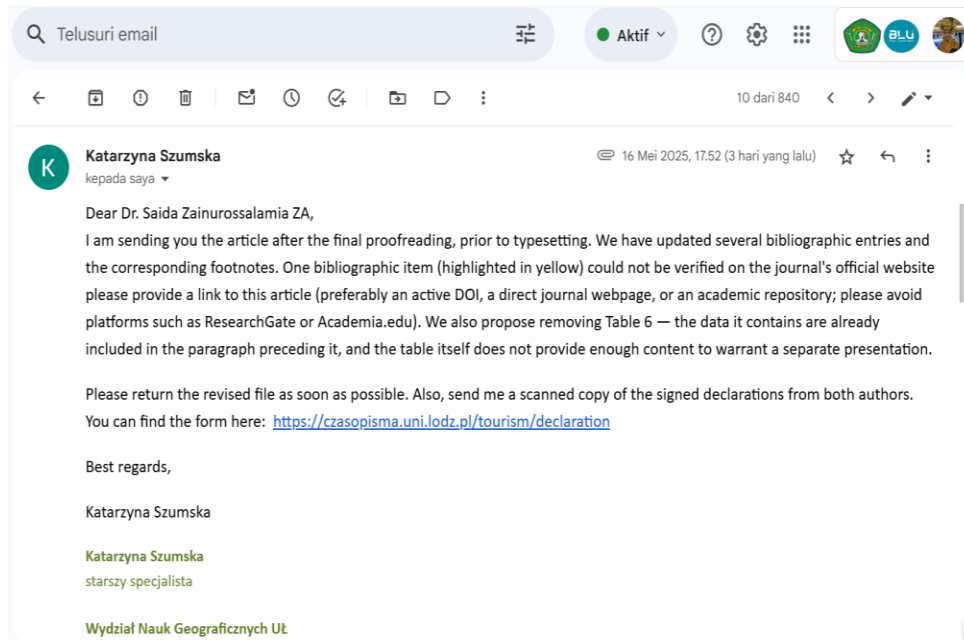 Telusuri email
Aktif
BLU
10 dari 840
K
Katarzyna Szumska
16 Mei 2025, 17.52 (3 hari yang lalu)
kepada saya
Dear Dr. Saida Zainurossalamia ZA,
I am sending you the article after the final proofreading, prior to typesetting. We have updated several bibliographic entries and
the corresponding footnotes. One bibliographic item (highlighted in yellow) could not be verified on the journal's official website
please provide a link to this article (preferably an active DOI, a direct journal webpage, or an academic repository; please avoid
platforms such as ResearchGate or Academia.edu). We also propose removing Table 6 — the data it contains are already
included in the paragraph preceding it, and the table itself does not provide enough content to warrant a separate presentation.
Please return the revised file as soon as possible. Also, send me a scanned copy of the signed declarations from both authors.
You can find the form here: https://czasopisma.uni.lodz.pl/tourism/declaration
Best regards,
Katarzyna Szumska
Katarzyna Szumska
starszy specjalista
Wydział Nauk Geograficznych UŁ